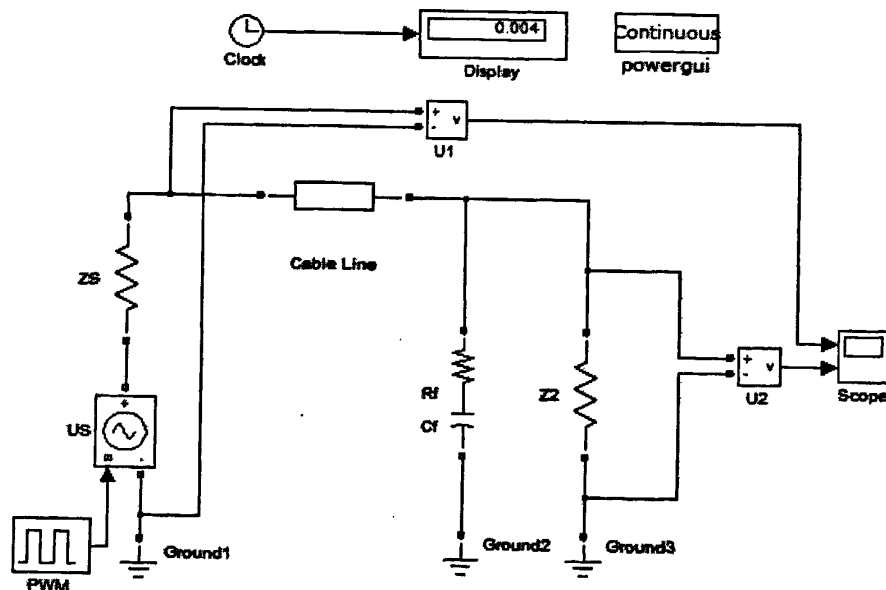 0.004
Continuous
Clock
Display
powergui
+
-
v
U1
ZS
Cable Line
+
US
-
Rf
Cf
Z2
+
-
v
U2
Scope
PWM
Ground1
Ground2
Ground3